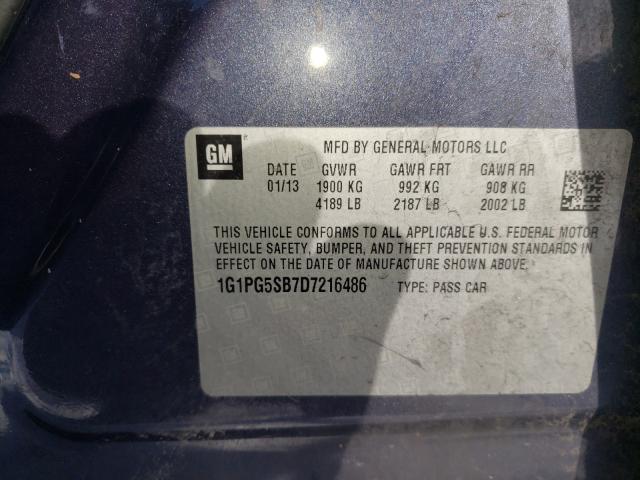 GM
MFD BY GENERAL MOTORS LLC
DATE GVWR GAWR FRT GAWR RR
01/13 1900 KG 992 KG 908 KG
4189 LB 2187 LB 2002 LB
THIS VEHICLE CONFORMS TO ALL APPLICABLE U.S. FEDERAL MOTOR
VEHICLE SAFETY, BUMPER, AND THEFT PREVENTION STANDARDS IN
EFFECT ON THE DATE OF MANUFACTURE SHOWN ABOVE.
1G1PG5SB7D7216486 TYPE: PASS CAR